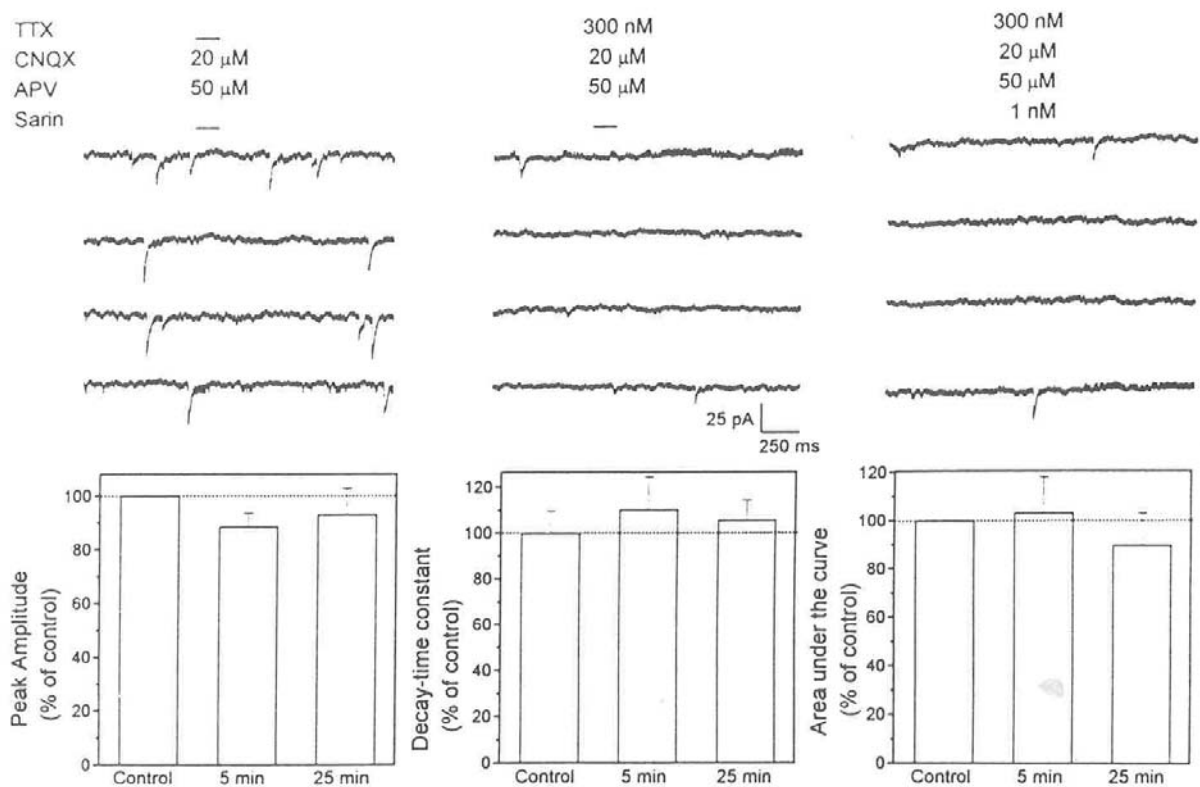 TTX — 300 nM 300 nM
CNQX 20 μM 20 μM 20 μM
APV 50 μM 50 μM 50 μM
Sarin — — 1 nM
25 pA
250 ms
Peak Amplitude
(% of control)
100
80
60
40
20
0
Control 5 min 25 min
Decay-time constant
(% of control)
120
100
80
60
40
20
0
Control 5 min 25 min
Area under the curve
(% of control)
120
100
80
60
40
20
0
Control 5 min 25 min